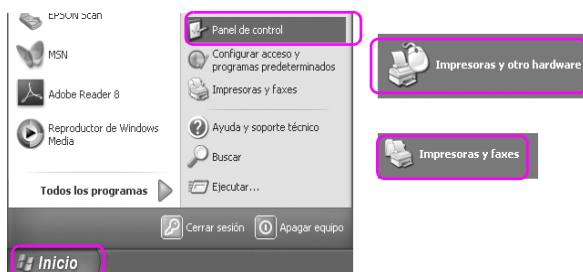 EPSON Scan
MSN
Adobe Reader 8
Reproductor de Windows
Media
Todos los programas
Panel de control
Configurar acceso y
programas predeterminados
Impresoras y faxes
Ayuda y soporte técnico
Buscar
Ejecutar...
Cerrar sesión
Apagar equipo
Inicio
Impresoras y otro hardware
Impresoras y faxes